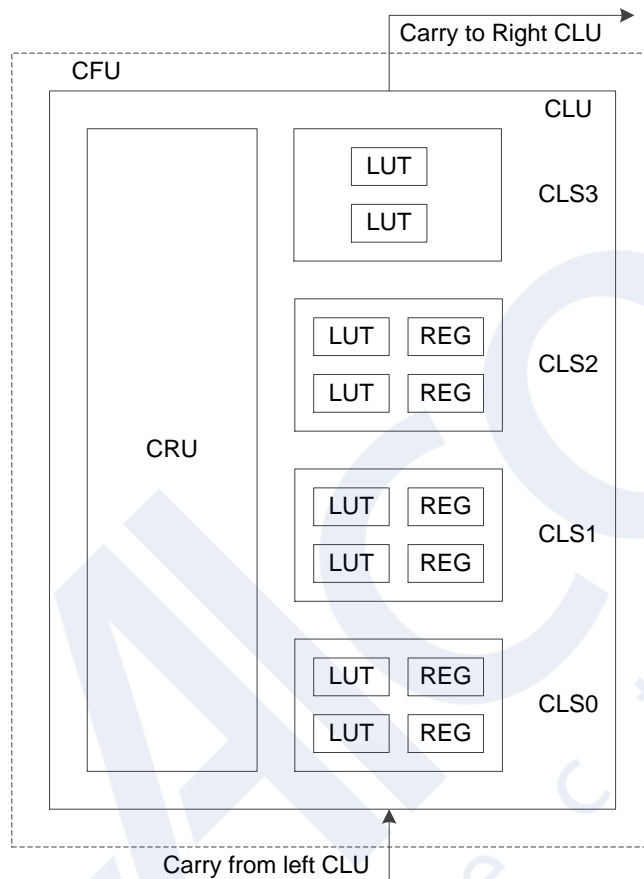 Carry to Right CLU
CFU
CLU
LUT
LUT
CLS3
LUT REG
LUT REG
CLS2
CRU
LUT REG
LUT REG
CLS1
LUT REG
LUT REG
CLS0
Carry from left CLU